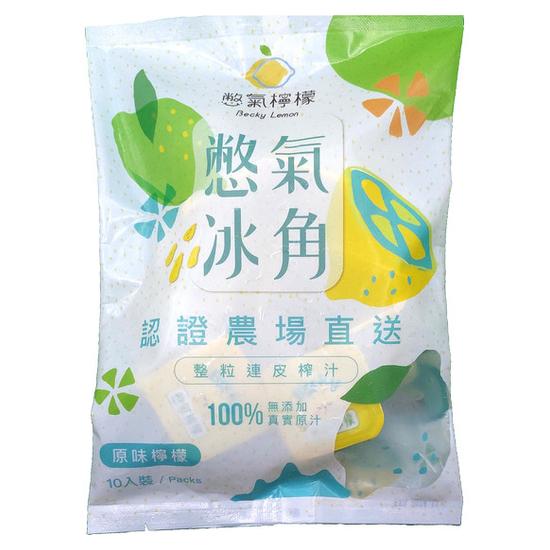 憋氣檸檬
Becky Lemon
憋氣
冰角
認證農場直送
整粒連皮榨汁
100% 無添加
真實原汁
原味檸檬
10入裝 / Packs